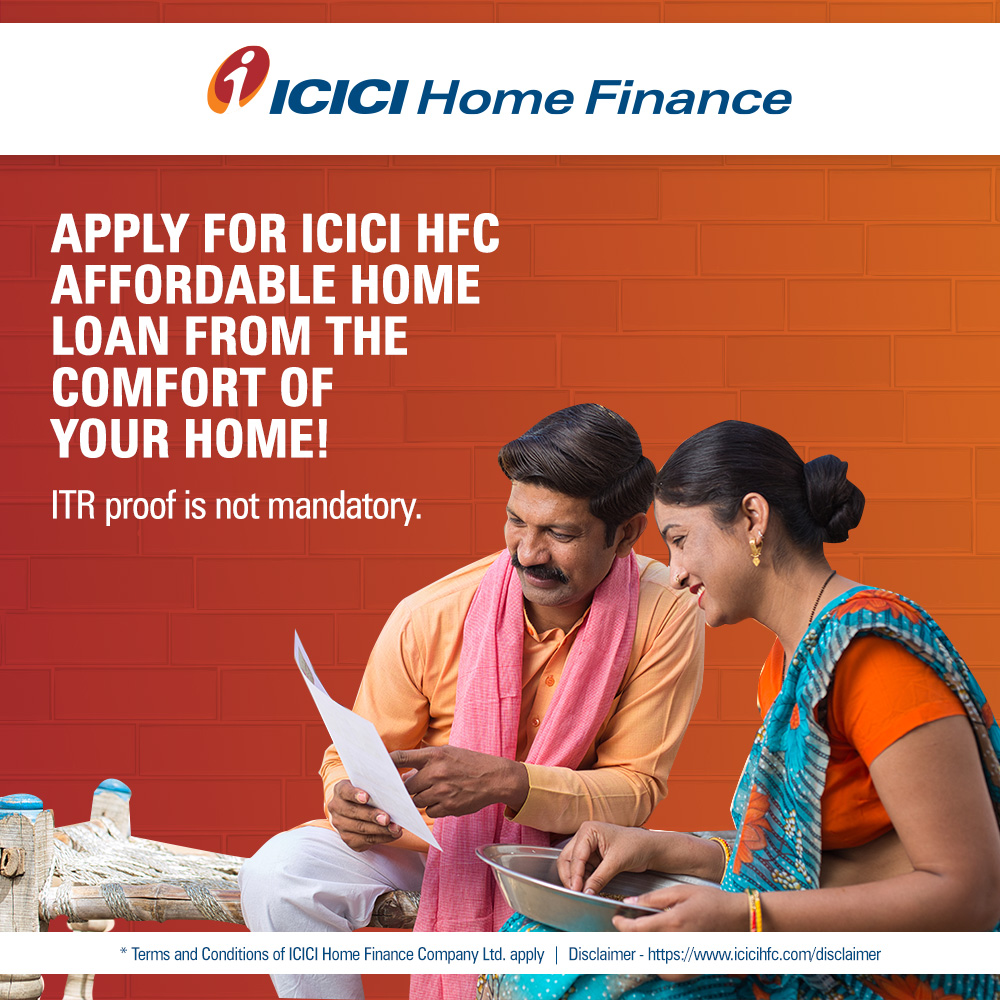 ICICI Home Finance
APPLY FOR ICICI HFC
AFFORDABLE HOME
LOAN FROM THE
COMFORT OF
YOUR HOME!
ITR proof is not mandatory.
* Terms and Conditions of ICICI Home Finance Company Ltd. apply | Disclaimer - https://www.icicihfc.com/disclaimer